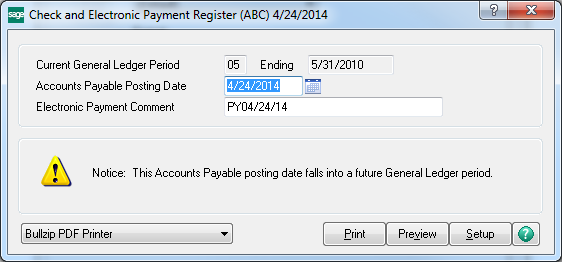 sage Check and Electronic Payment Register (ABC) 4/24/2014 ?
Current General Ledger Period 05 Ending 5/31/2010
Accounts Payable Posting Date 4/24/2014
Electronic Payment Comment PY04/24/14
Notice: This Accounts Payable posting date falls into a future General Ledger period.
Bullzip PDF Printer Print Preview Setup ?